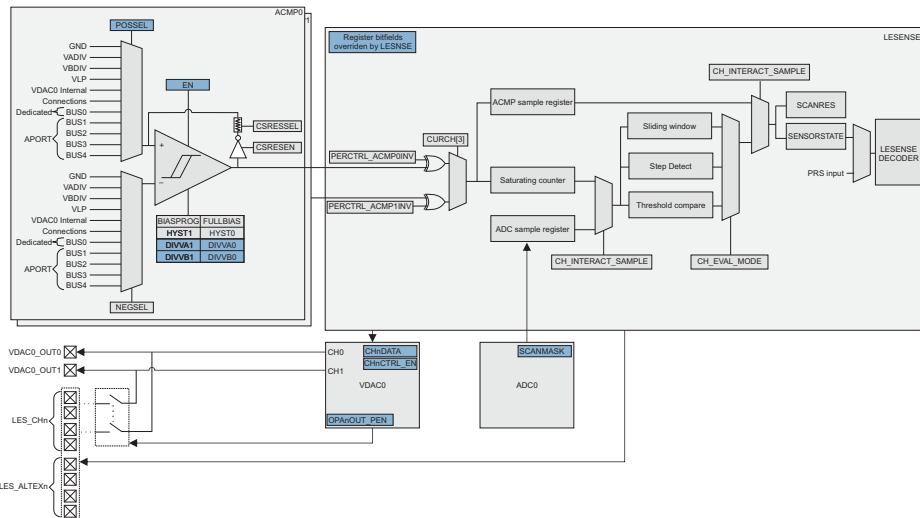 ACMP0
1
POSSEL
GND
VADIV
VBDIV
VLP
VDAC0 Internal
Connections
Dedicated
BUS0
BUS1
BUS2
APORT
BUS3
BUS4
EN
CSRESSEL
CSRESEN
+
−
GND
VADIV
VBDIV
VLP
VDAC0 Internal
Connections
Dedicated
BUS0
BUS1
APORT
BUS2
BUS3
BUS4
NEGSEL
BIASPROG FULLBIAS
HYST1 HYST0
DIVVA1 DIVVA0
DIVVB1 DIVVB0
Register bitfields
overriden by LESNSE
LESENSE
PERCTRL_ACMP0INV
PERCTRL_ACMP1INV
CURCH[3]
ACMP sample register
Saturating counter
ADC sample register
CH_INTERACT_SAMPLE
Sliding window
Step Detect
Threshold compare
CH_EVAL_MODE
CH_INTERACT_SAMPLE
SCANRES
SENSORSTATE
PRS input
LESENSE
DECODER
VDAC0_OUT0
VDAC0_OUT1
LES_CHn
LES_ALTEXn
CH0
CH1
CHnDATA
CHnCTRL_EN
VDAC0
OPAnOUT_PEN
SCANMASK
ADC0